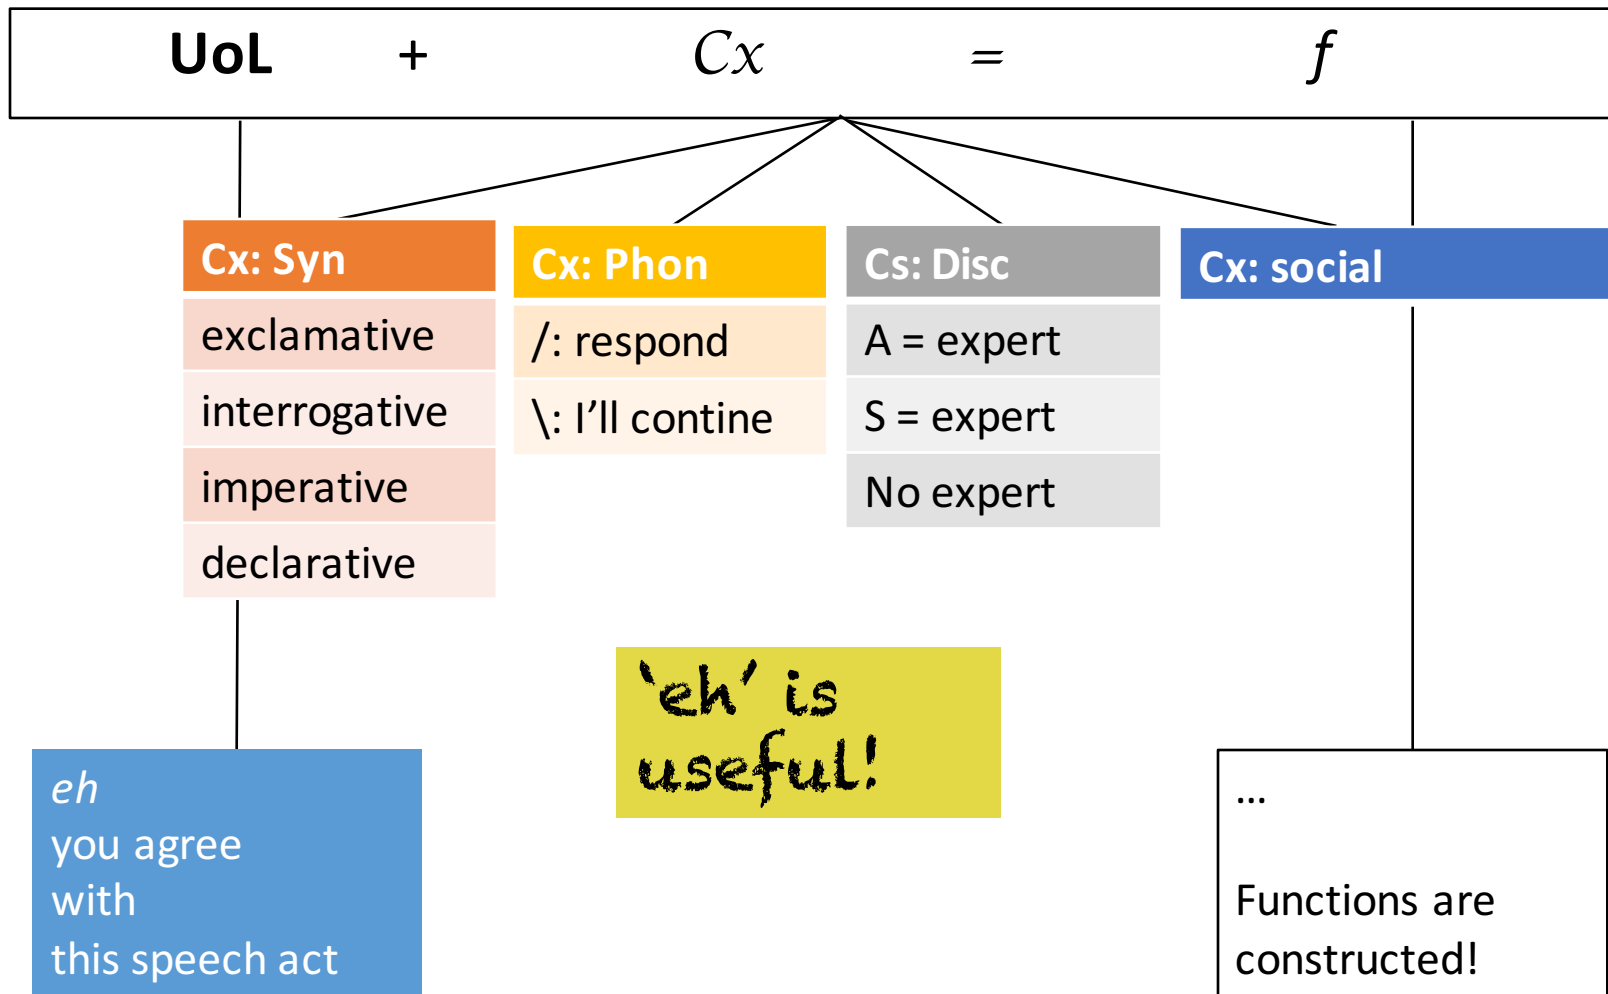 UoL + Cx = f
Cx: Syn
exclamative
interrogative
imperative
declarative
Cx: Phon
/: respond
\: I’ll contine
Cs: Disc
A = expert
S = expert
No expert
Cx: social
‘eh’ is
useful!
eh
you agree
with
this speech act
...
Functions are
constructed!